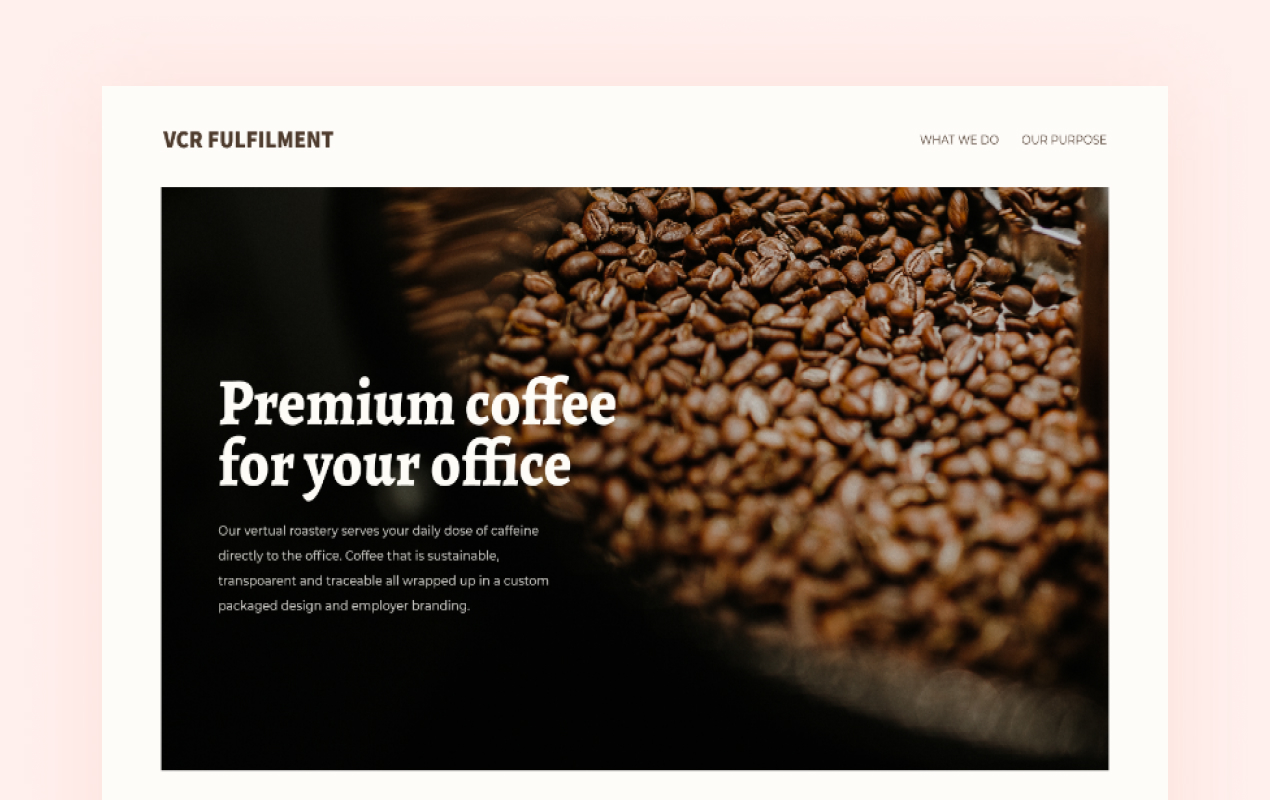 VCR FULFILMENT
WHAT WE DO
OUR PURPOSE
Premium coffee
for your office
Our vertual roastery serves your daily dose of caffeine
directly to the office. Coffee that is sustainable,
transpoarent and traceable all wrapped up in a custom
packaged design and employer branding.